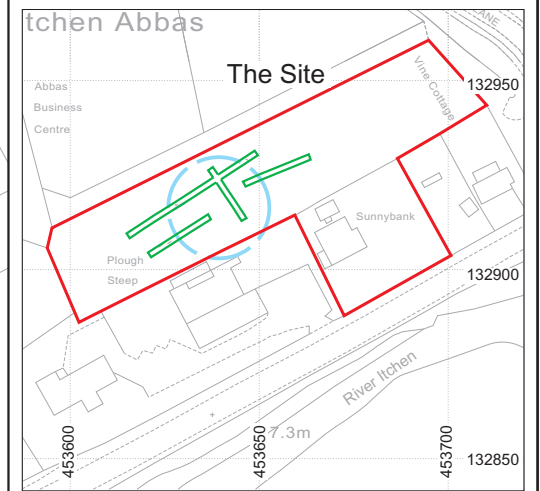 tchen Abbas
LANE
The Site
Vine Cottage
132950
Abbas
Business
Centre
Sunnybank
Plough
Steep
132900
River Itchen
7.3m
453600
453650
453700
132850